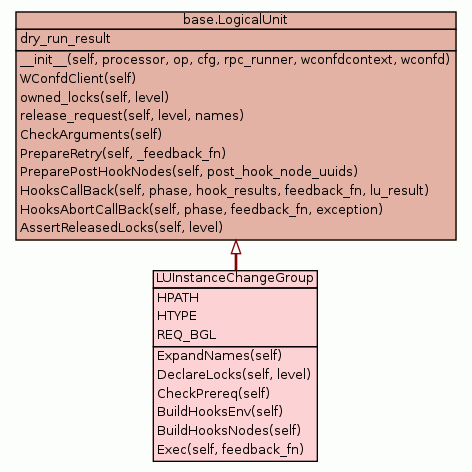 base.LogicalUnit
dry_run_result
__init__(self, processor, op, cfg, rpc_runner, wconfdcontext, wconfd)
WConfdClient(self)
owned_locks(self, level)
release_request(self, level, names)
CheckArguments(self)
PrepareRetry(self, _feedback_fn)
PreparePostHookNodes(self, post_hook_node_uuids)
HooksCallBack(self, phase, hook_results, feedback_fn, lu_result)
HooksAbortCallBack(self, phase, feedback_fn, exception)
AssertReleasedLocks(self, level)
LUInstanceChangeGroup
HPATH
HTYPE
REQ_BGL
ExpandNames(self)
DeclareLocks(self, level)
CheckPrereq(self)
BuildHooksEnv(self)
BuildHooksNodes(self)
Exec(self, feedback_fn)